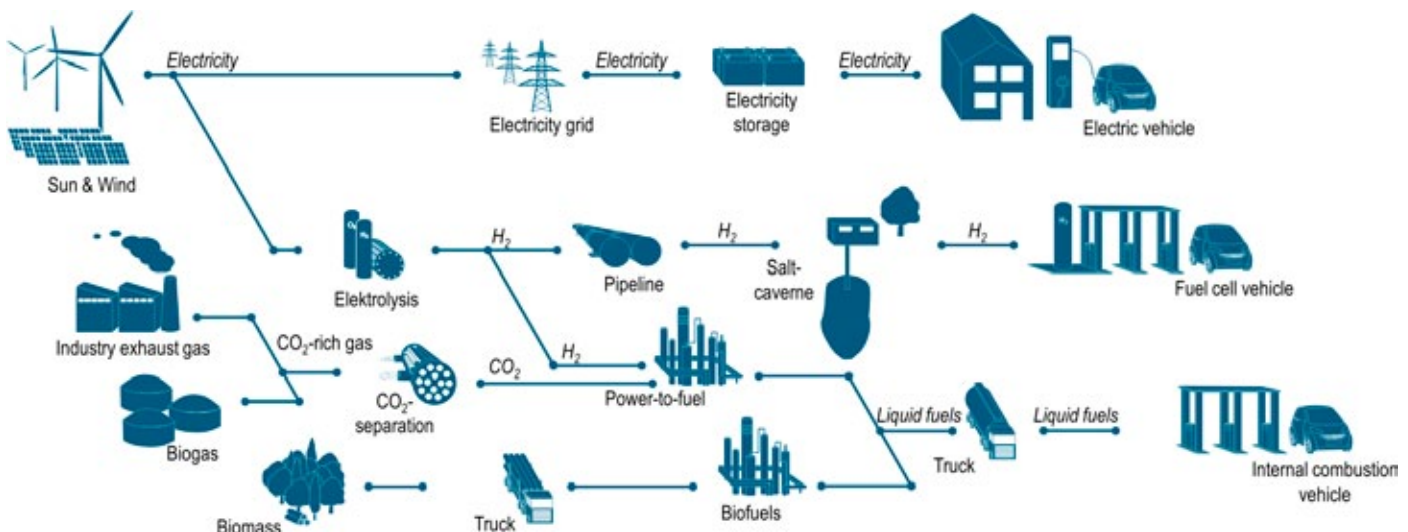 Electricity
Electricity
Electricity
Electricity grid
Electricity
storage
Electric vehicle
Sun & Wind
H2
H2
H2
Elektrolysis
Pipeline
Salt-
caverne
Fuel cell vehicle
Industry exhaust gas
CO2-rich gas
H2
CO2
CO2-
separation
Power-to-fuel
Liquid fuels
Liquid fuels
Biogas
Truck
Internal combustion
vehicle
Biomass
Truck
Biofuels